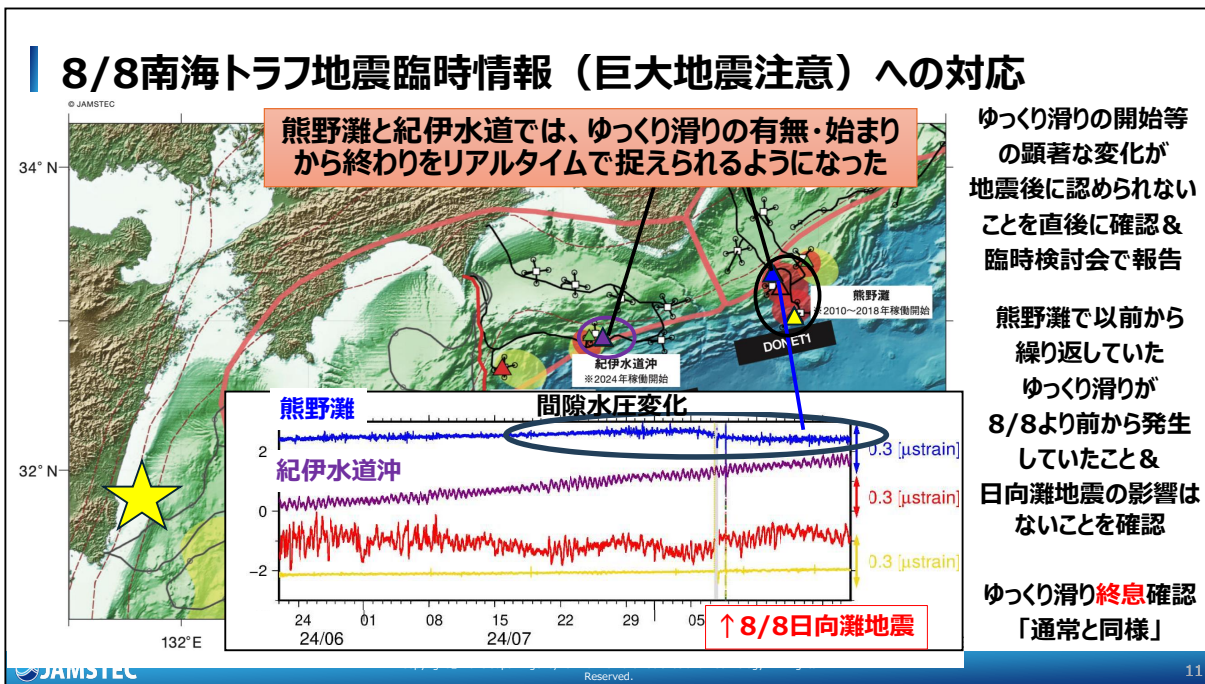 8/8南海トラフ地震臨時情報（巨大地震注意）への対応
© JAMSTEC
熊野灘と紀伊水道では、ゆっくり滑りの有無・始まり
から終わりをリアルタイムで捉えられるようになった
34° N
32° N
132°E
熊野灘
※2010～2018年稼働開始
DONET1
紀伊水道沖
※2024年稼働開始
熊野灘
間隙水圧変化
紀伊水道沖
2
0
−2
0.3 [μstrain]
0.3 [μstrain]
0.3 [μstrain]
24
01
08
15
22
29
05
24/06
24/07
↑8/8日向灘地震
ゆっくり滑りの開始等
の顕著な変化が
地震後に認められない
ことを直後に確認＆
臨時検討会で報告
熊野灘で以前から
繰り返していた
ゆっくり滑りが
8/8より前から発生
していたこと＆
日向灘地震の影響は
ないことを確認
ゆっくり滑り終息確認
「通常と同様」
JAMSTEC
Reserved.
11